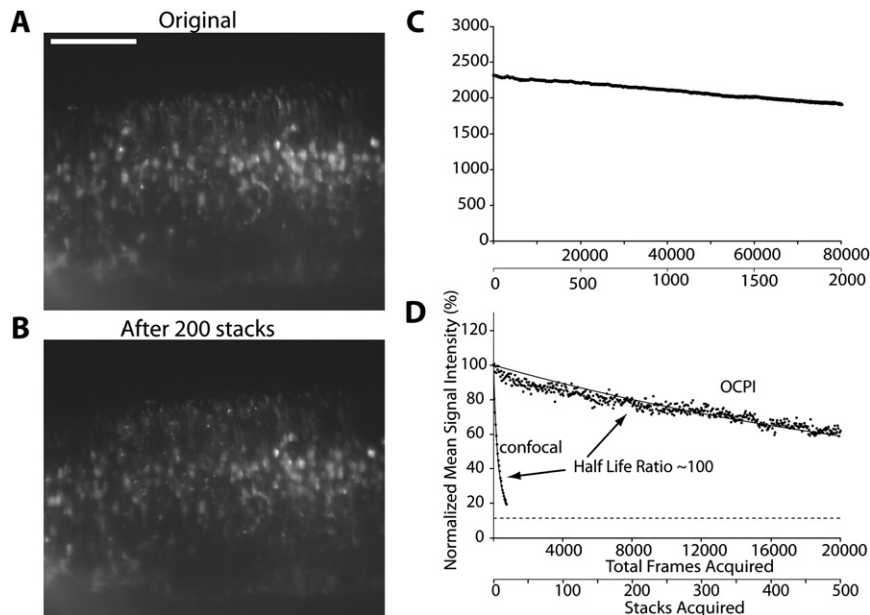 A
Original
B
After 200 stacks
C
3000
2500
2000
1500
1000
500
0
20000 40000 60000 80000
0 500 1000 1500 2000
D
Normalized Mean Signal Intensity (%)
120
100
80
60
40
20
0
OCPI
confocal
Half Life Ratio ~100
4000 8000 12000 16000 20000
Total Frames Acquired
0 100 200 300 400 500
Stacks Acquired